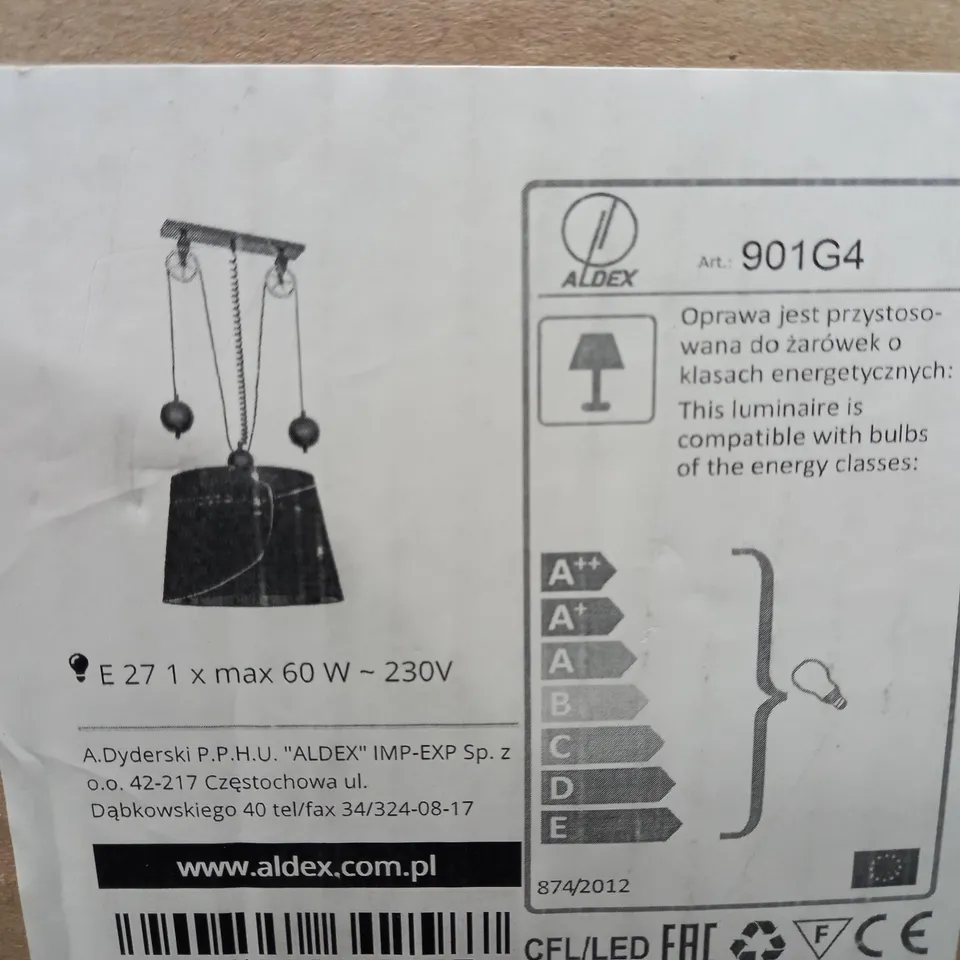 ALDEX
Art.: 901G4
Oprawa jest przystoso-
wana do żarówek o
klasach energetycznych:
This luminaire is
compatible with bulbs
of the energy classes:
A++
A+
A
B
C
D
E
874/2012
E 27 1 x max 60 W ~ 230V
A.Dyderski P.P.H.U. "ALDEX" IMP-EXP Sp. z
o.o. 42-217 Częstochowa ul.
Dąbkowskiego 40 tel/fax 34/324-08-17
www.aldex.com.pl
CFL/LED EAC F CE